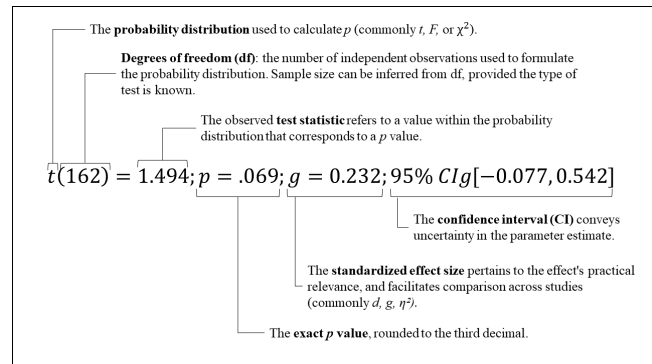 The probability distribution used to calculate p (commonly t, F, or χ²).
Degrees of freedom (df): the number of independent observations used to formulate
the probability distribution. Sample size can be inferred from df, provided the type of
test is known.
The observed test statistic refers to a value within the probability
distribution that corresponds to a p value.
t(162) = 1.494; p = .069; g = 0.232; 95% CIg[−0.077, 0.542]
The confidence interval (CI) conveys
uncertainty in the parameter estimate.
The standardized effect size pertains to the effect's practical
relevance, and facilitates comparison across studies
(commonly d, g, η²).
The exact p value, rounded to the third decimal.